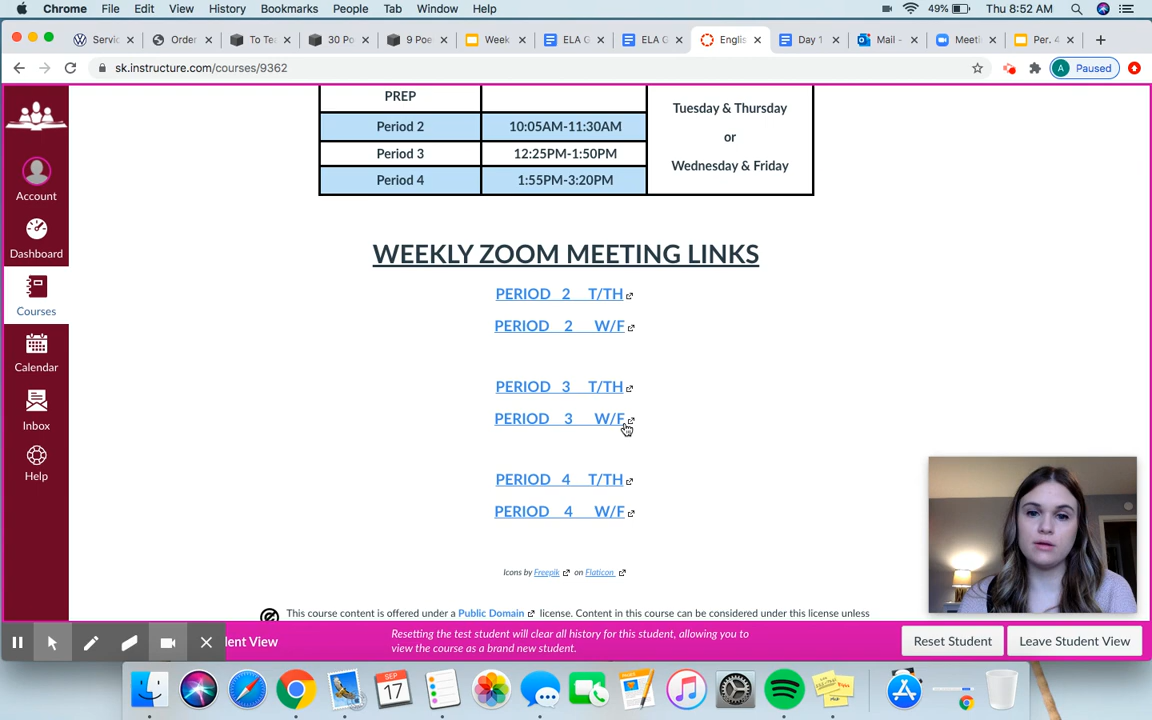 Chrome File Edit View History Bookmarks People Tab Window Help 49% Thu 8:52 AM
Servic Order To Te 30 Po 9 Poe Week ELA G ELA G Englis Day 1 Mail - Meeti Per. 4
sk.instructure.com/courses/9362 A Paused
PREP
Period 2 10:05AM-11:30AM
Period 3 12:25PM-1:50PM
Period 4 1:55PM-3:20PM
Tuesday & Thursday
or
Wednesday & Friday
Account
Dashboard
Courses
Calendar
Inbox
Help
WEEKLY ZOOM MEETING LINKS
PERIOD 2 T/TH
PERIOD 2 W/F
PERIOD 3 T/TH
PERIOD 3 W/F
PERIOD 4 T/TH
PERIOD 4 W/F
Icons by Freepik on Flaticon
This course content is offered under a Public Domain license. Content in this course can be considered under this license unless
dent View
Resetting the test student will clear all history for this student, allowing you to
view the course as a brand new student.
Reset Student
Leave Student View
SEP
17